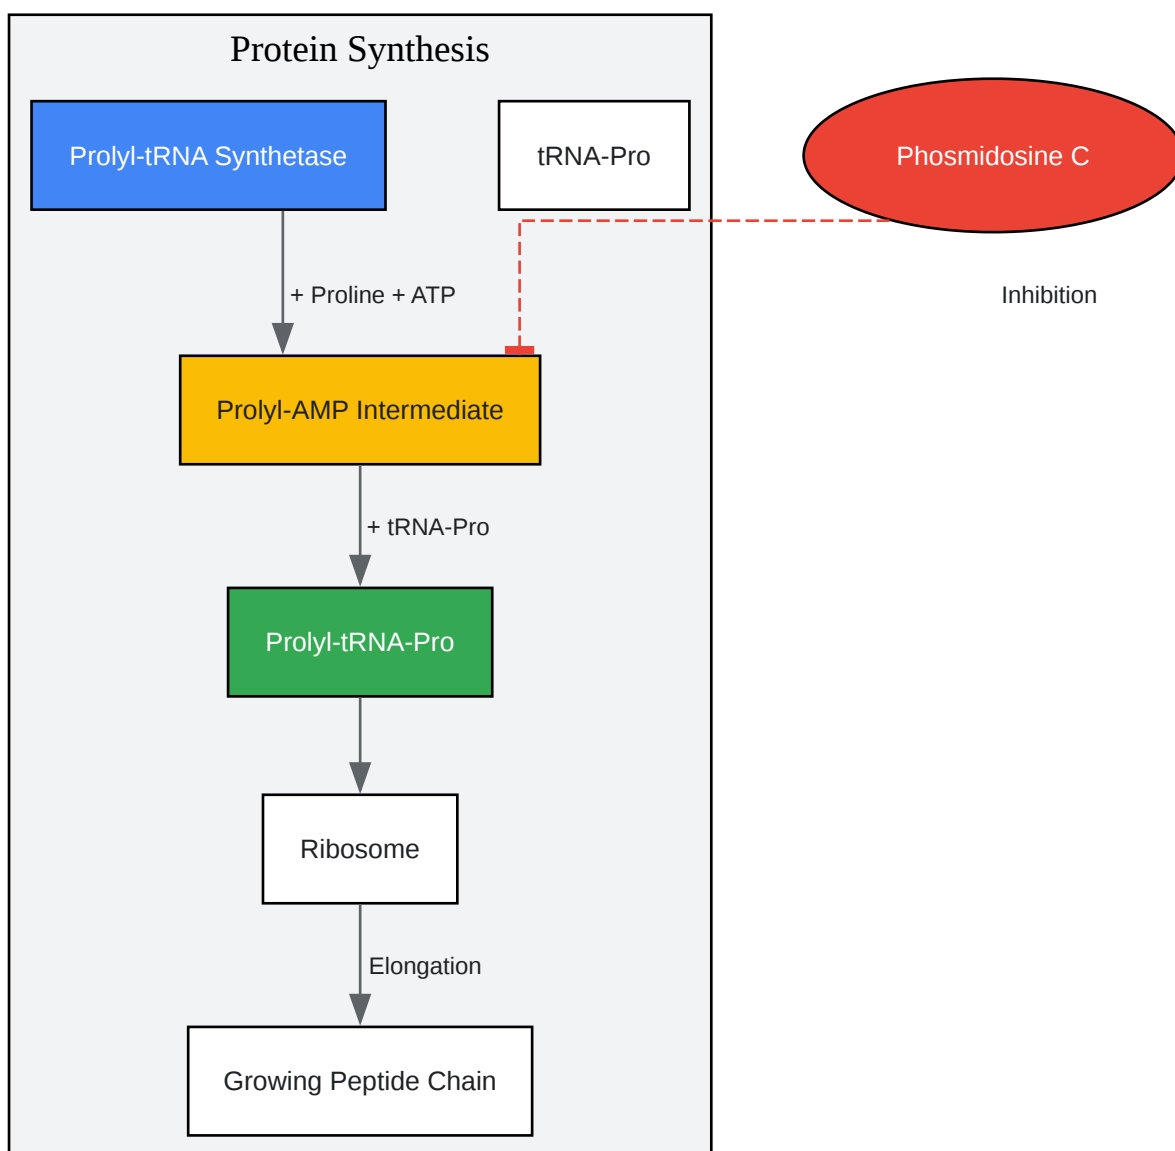 Protein Synthesis
Prolyl-tRNA Synthetase
tRNA-Pro
Phosmidosine C
+ Proline + ATP
Inhibition
Prolyl-AMP Intermediate
+ tRNA-Pro
Prolyl-tRNA-Pro
Ribosome
Elongation
Growing Peptide Chain